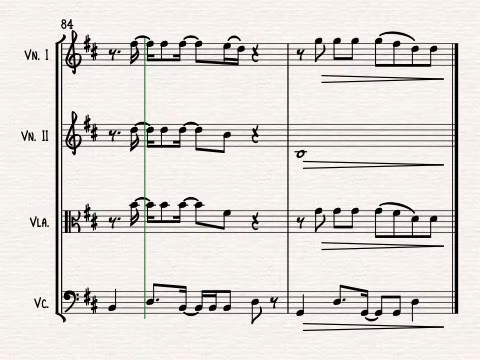 84
VN. I
VN. II
VLA.
VC.